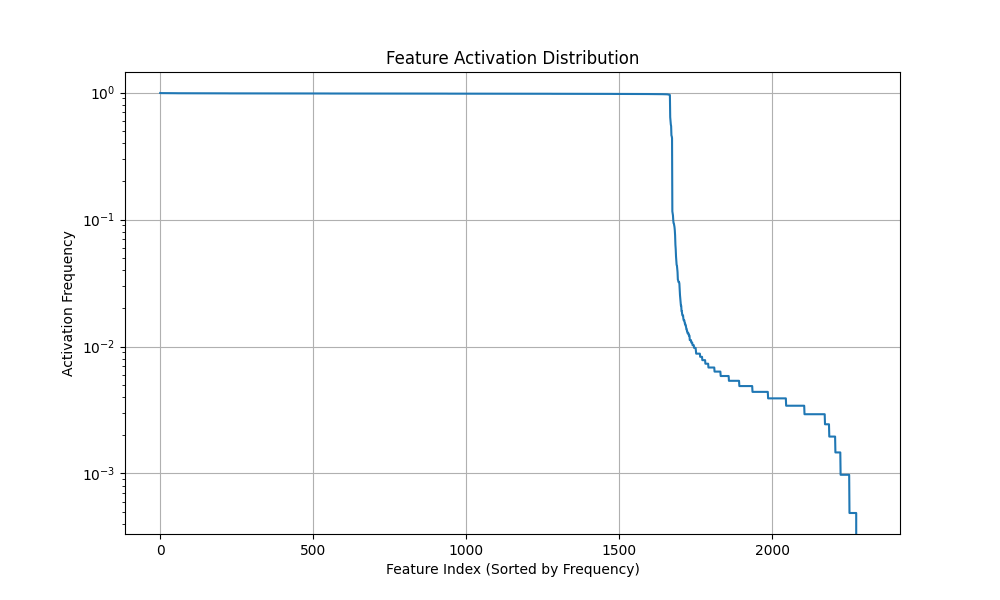 Feature Activation Distribution
Activation Frequency
10⁰
10⁻¹
10⁻²
10⁻³
0 500 1000 1500 2000
Feature Index (Sorted by Frequency)